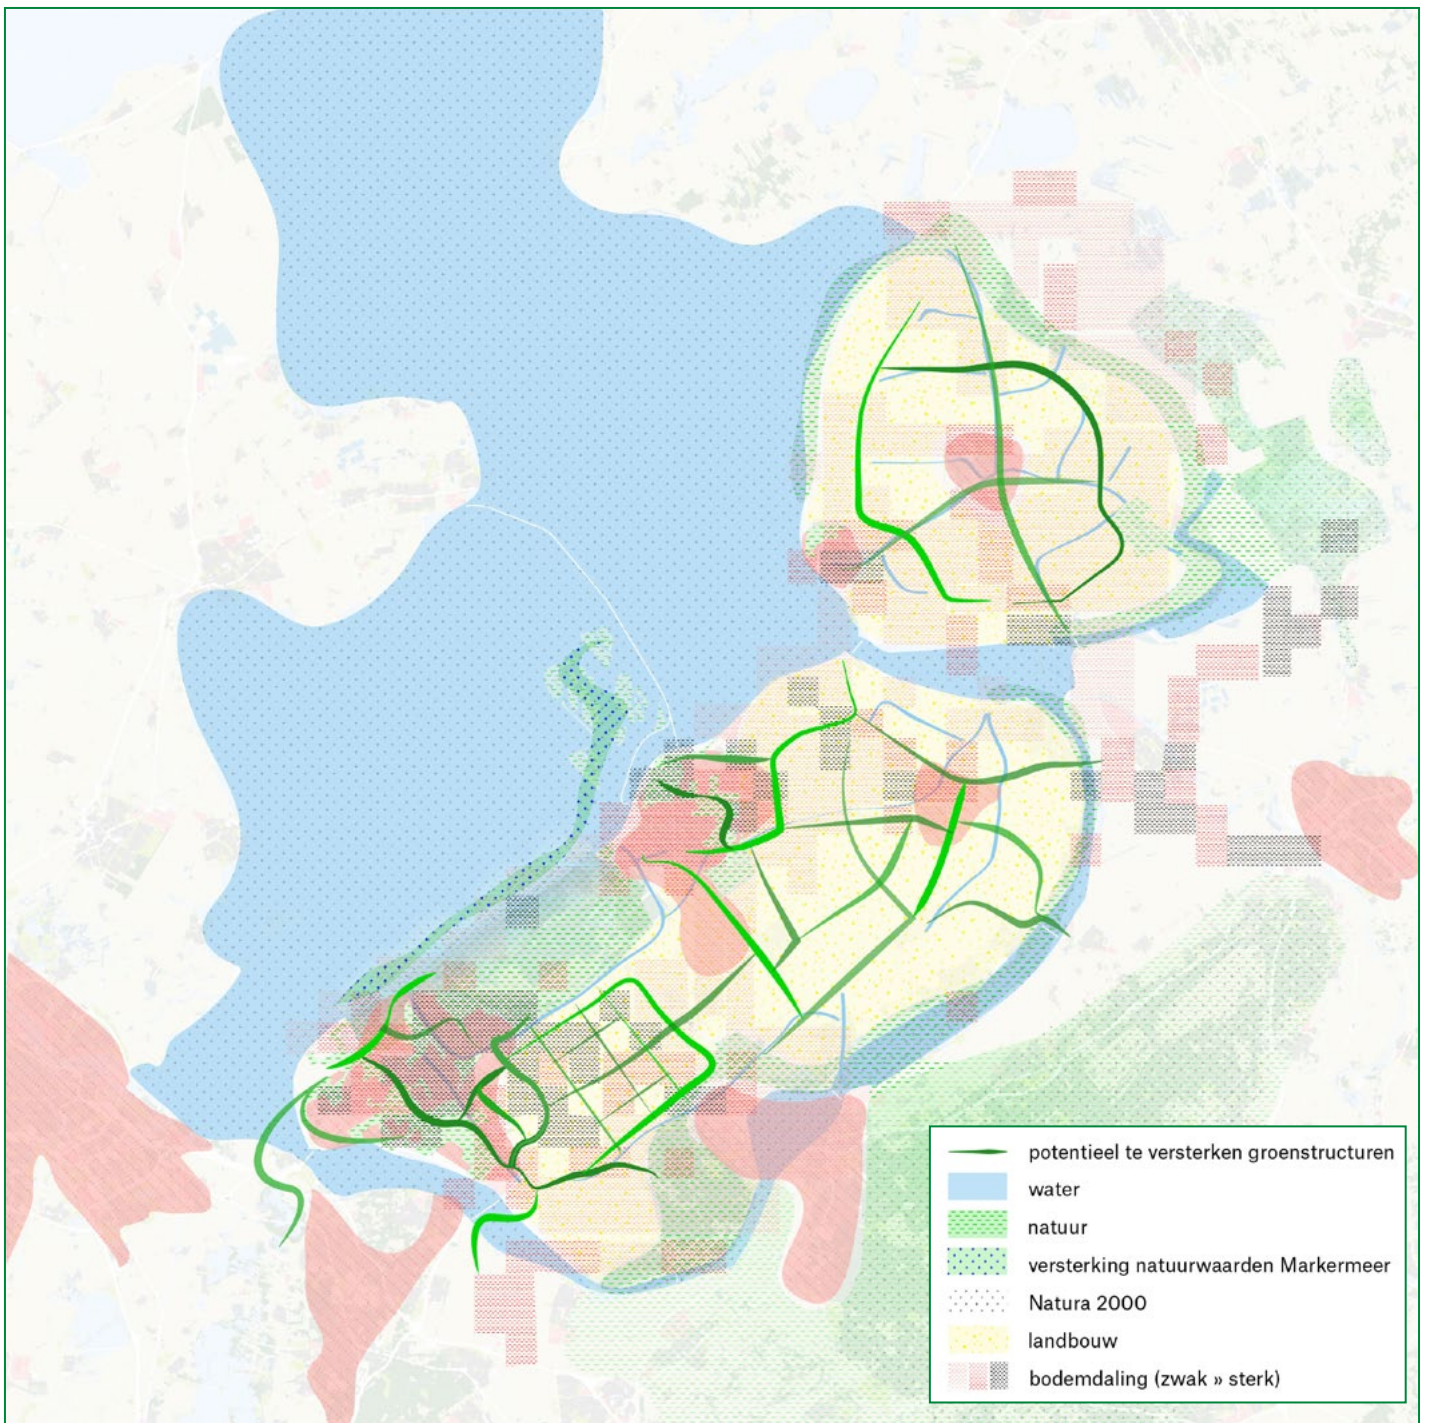 potentieel te versterken groenstructuren
water
natuur
versterking natuurwaarden Markermeer
Natura 2000
landbouw
bodemdaling (zwak » sterk)